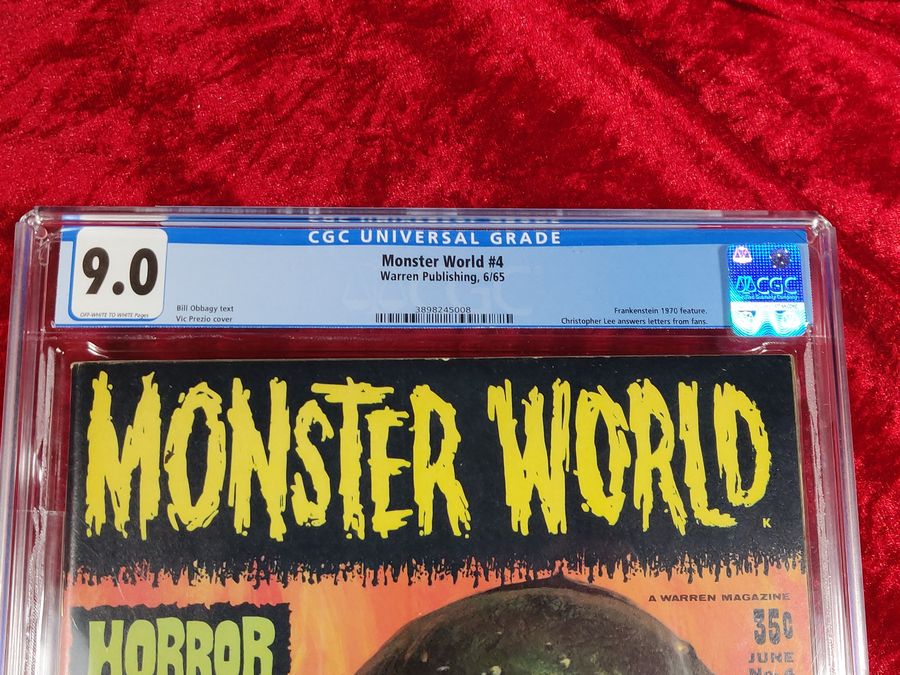 CGC UNIVERSAL GRADE
9.0
OFF-WHITE TO WHITE Pages
Monster World #4
Warren Publishing, 6/65
Bill Obbagy text
Vic Prezio cover
3898245008
Frankenstein 1970 feature.
Christopher Lee answers letters from fans.
CGC
MONSTER WORLD
K
A WARREN MAGAZINE
35¢
JUNE
No. 4
HORROR